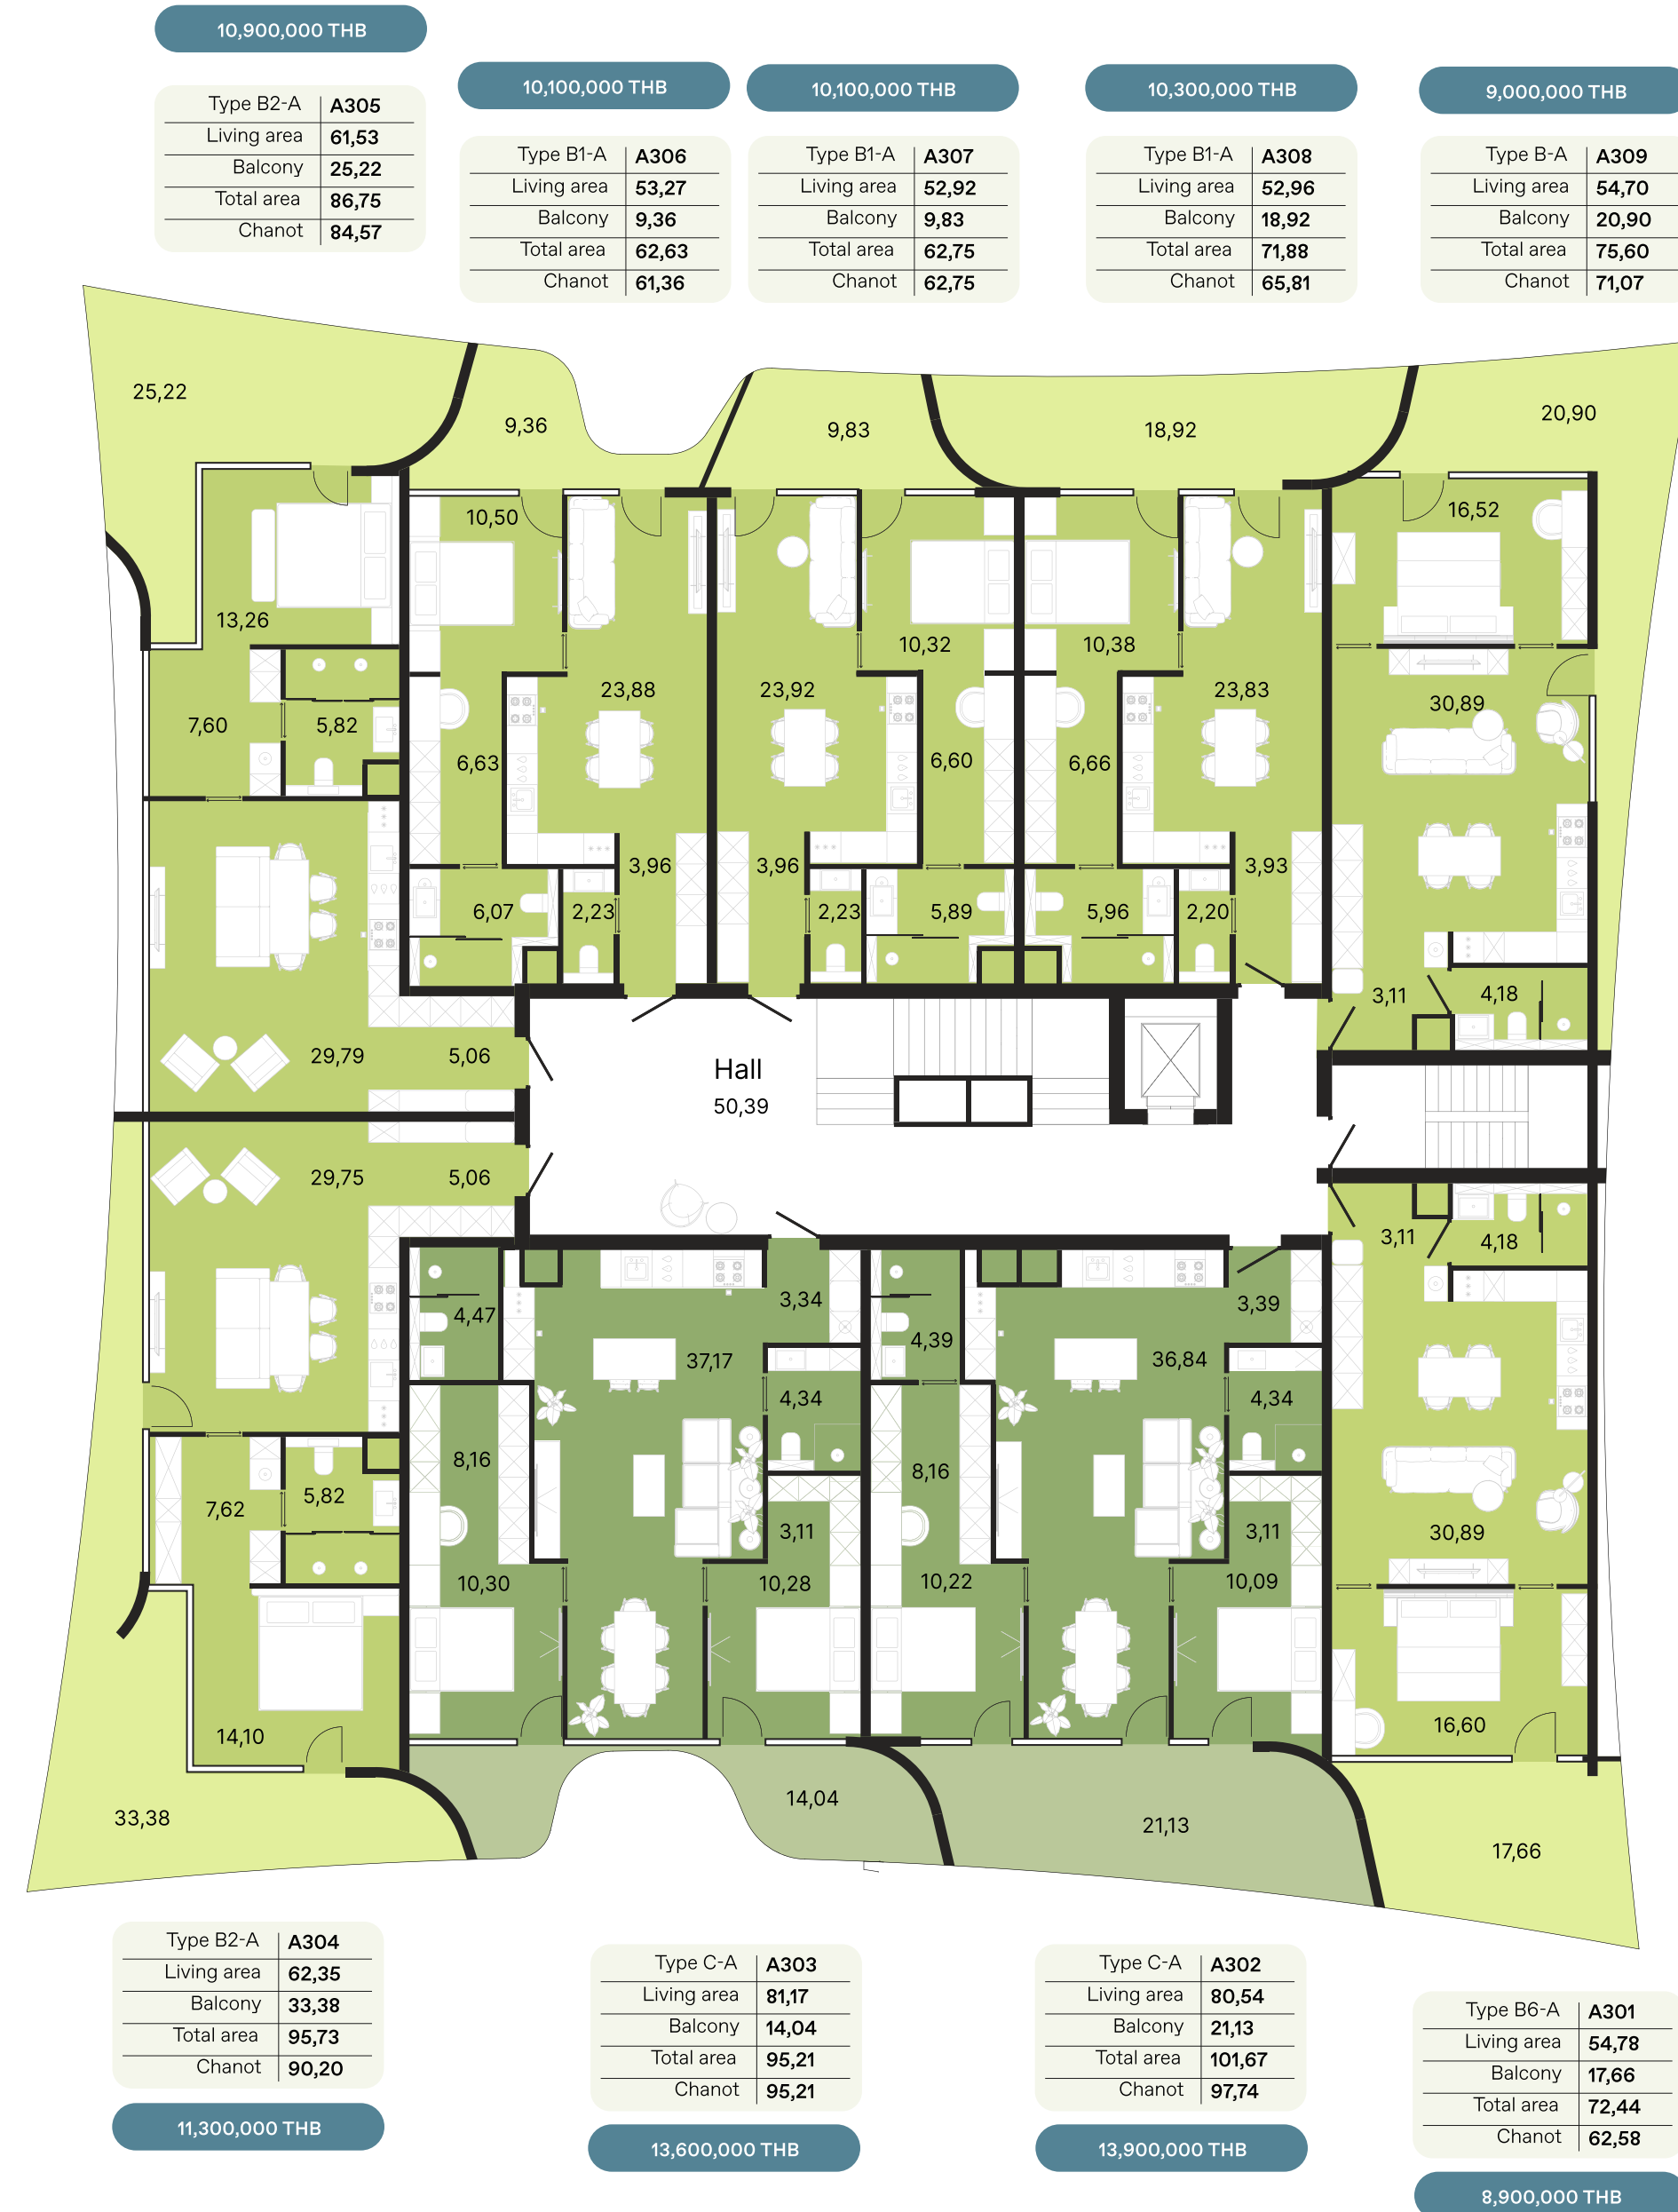 10,900,000 THB
10,100,000 THB
10,100,000 THB
10,300,000 THB
9,000,000 THB
Type B2-A A305
Living area 61,53
Balcony 25,22
Total area 86,75
Chanot 84,57
Type B1-A A306
Living area 53,27
Balcony 9,36
Total area 62,63
Chanot 61,36
Type B1-A A307
Living area 52,92
Balcony 9,83
Total area 62,75
Chanot 62,75
Type B1-A A308
Living area 52,96
Balcony 18,92
Total area 71,88
Chanot 65,81
Type B-A A309
Living area 54,70
Balcony 20,90
Total area 75,60
Chanot 71,07
25,22
9,36
9,83
18,92
20,90
10,50
16,52
13,26
10,32
10,38
23,88
23,92
23,83
30,89
7,60
5,82
6,63
6,60
6,66
3,96
3,96
3,93
6,07
2,23
2,23
5,89
5,96
2,20
3,11
4,18
29,79
5,06
Hall
50,39
29,75
5,06
3,11
4,18
4,47
3,34
4,39
3,39
37,17
36,84
4,34
4,34
8,16
8,16
7,62
5,82
3,11
3,11
30,89
10,30
10,28
10,22
10,09
14,10
16,60
33,38
14,04
21,13
17,66
Type B2-A A304
Living area 62,35
Balcony 33,38
Total area 95,73
Chanot 90,20
11,300,000 THB
Type C-A A303
Living area 81,17
Balcony 14,04
Total area 95,21
Chanot 95,21
13,600,000 THB
Type C-A A302
Living area 80,54
Balcony 21,13
Total area 101,67
Chanot 97,74
13,900,000 THB
Type B6-A A301
Living area 54,78
Balcony 17,66
Total area 72,44
Chanot 62,58
8,900,000 THB